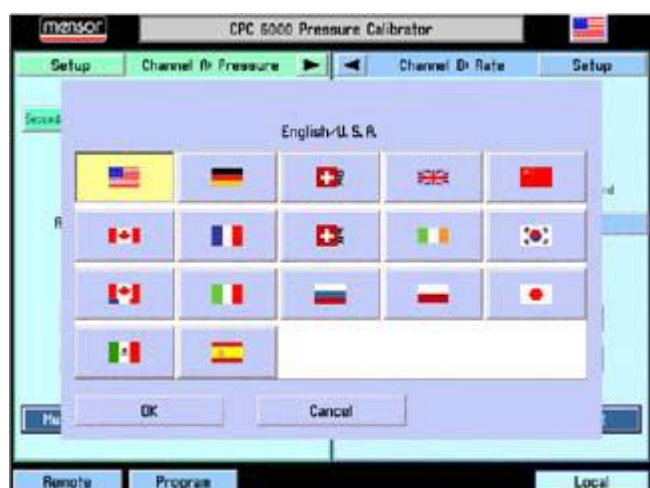 mensor
CPC 6000 Pressure Calibrator
Setup
Channel A: Pressure
Channel B: Rate
Setup
English/U.S.A.
OK
Cancel
Remote
Program
Local